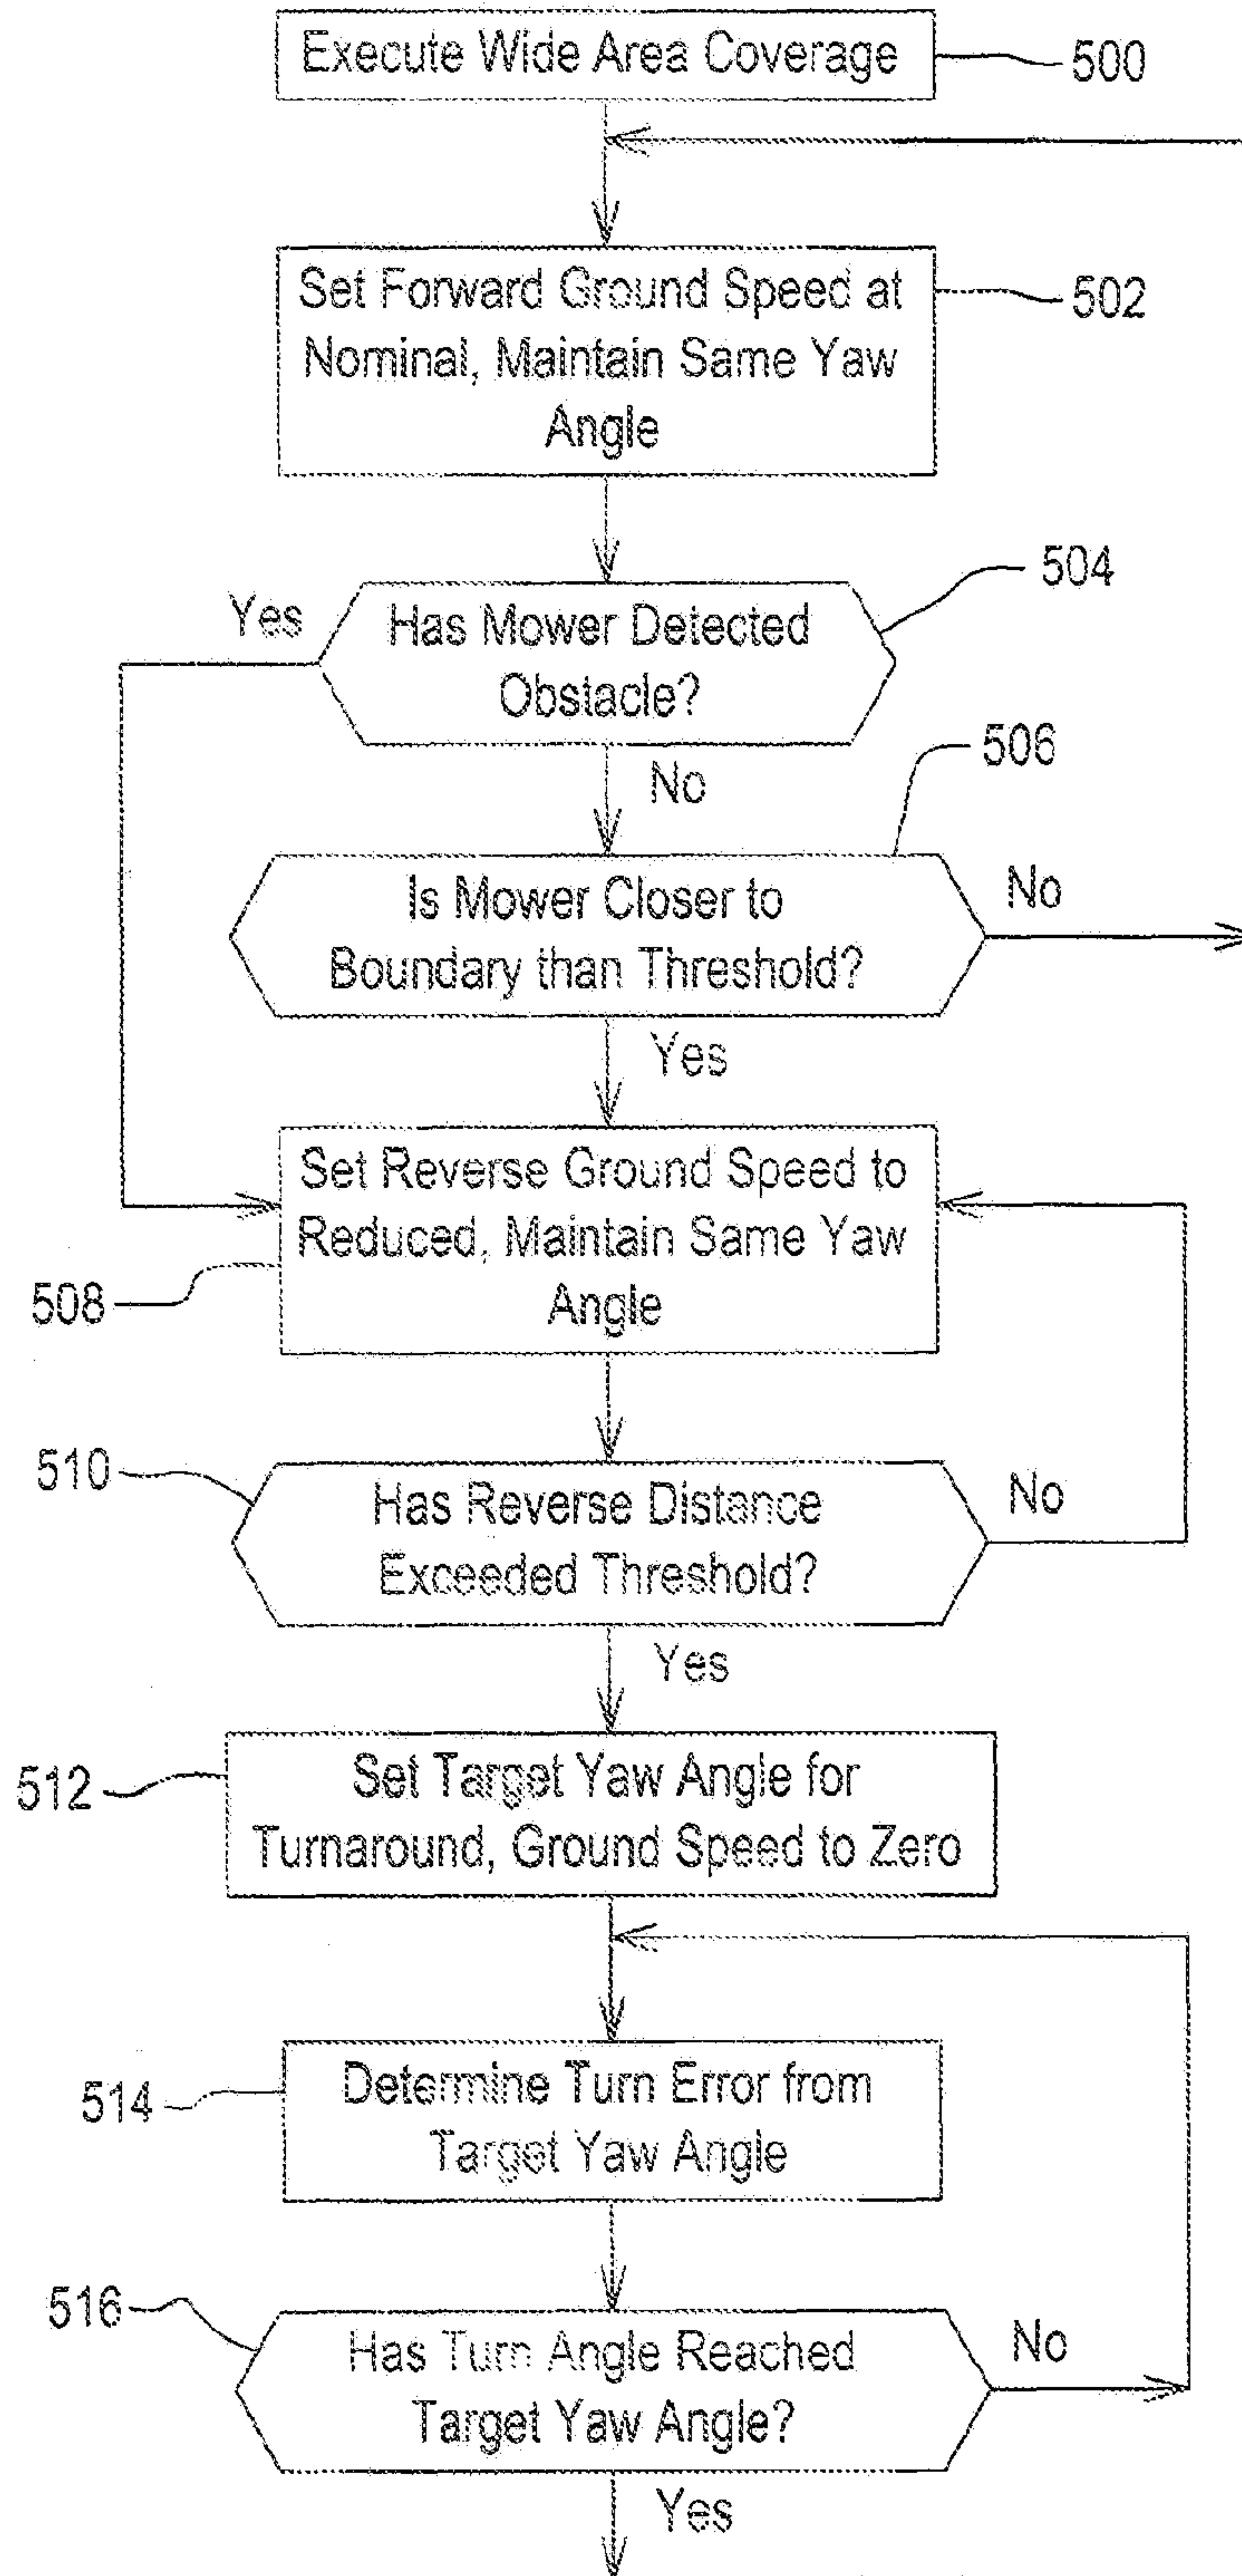 Execute Wide Area Coverage
500
Set Forward Ground Speed at
Nominal, Maintain Same Yaw
Angle
502
504
Yes
Has Mower Detected
Obstacle?
No
506
Is Mower Closer to
Boundary than Threshold?
No
Yes
Set Reverse Ground Speed to
Reduced, Maintain Same Yaw
Angle
508
510
Has Reverse Distance
Exceeded Threshold?
No
Yes
512
Set Target Yaw Angle for
Turnaround, Ground Speed to Zero
514
Determine Turn Error from
Target Yaw Angle
516
Has Turn Angle Reached
Target Yaw Angle?
No
Yes